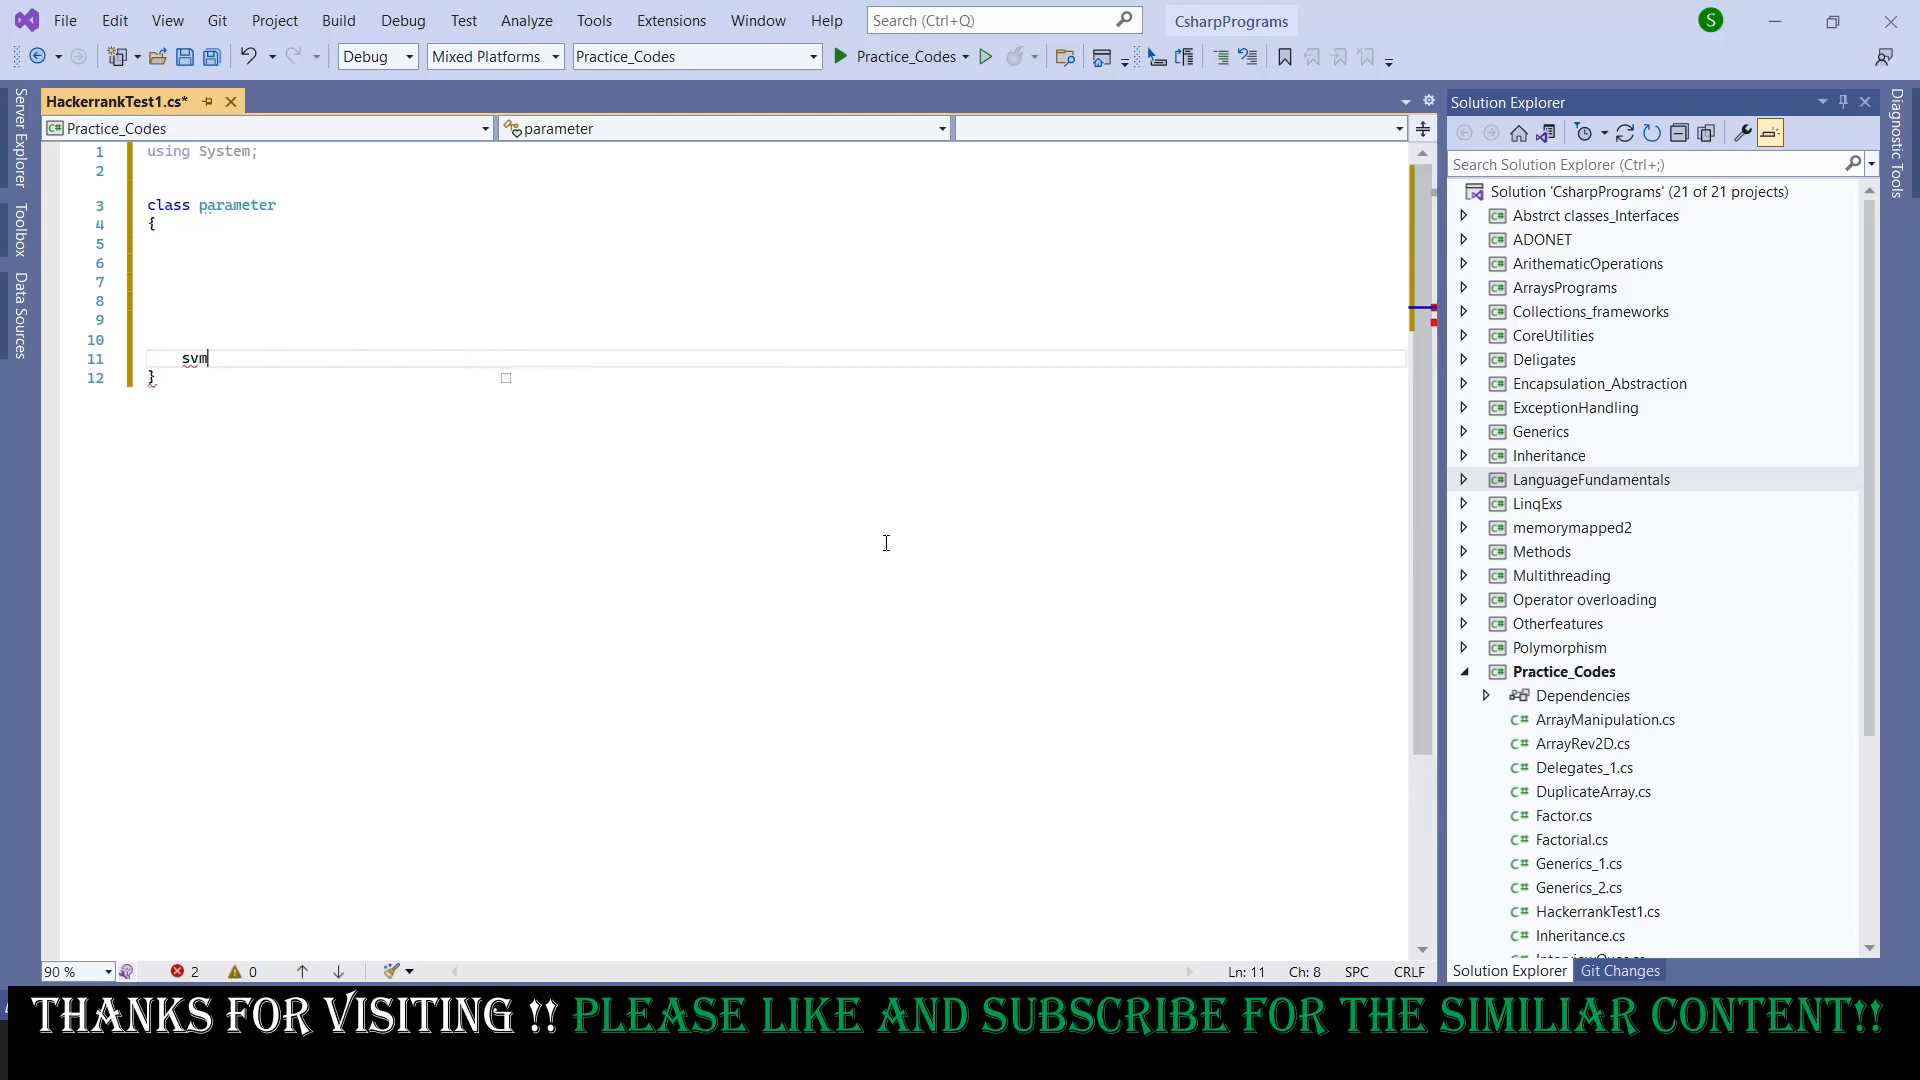 File Edit View Git Project Build Debug Test Analyze Tools Extensions Window Help Search (Ctrl+Q) CsharpPrograms S
Debug Mixed Platforms Practice_Codes Practice_Codes
Server Explorer
Toolbox
Data Sources
HackerrankTest1.cs*
Practice_Codes parameter
1 using System;
2
3 class parameter
4 {
5
6
7
8
9
10
11 svm
12 }
90 % 2 0 Ln: 11 Ch: 8 SPC CRLF
Solution Explorer
Search Solution Explorer (Ctrl+;)
Solution 'CsharpPrograms' (21 of 21 projects)
C# Abstrct classes_Interfaces
C# ADONET
C# ArithematicOperations
C# ArraysPrograms
C# Collections_frameworks
C# CoreUtilities
C# Deligates
C# Encapsulation_Abstraction
C# ExceptionHandling
C# Generics
C# Inheritance
C# LanguageFundamentals
C# LinqExs
C# memorymapped2
C# Methods
C# Multithreading
C# Operator overloading
C# Otherfeatures
C# Polymorphism
C# Practice_Codes
Dependencies
C# ArrayManipulation.cs
C# ArrayRev2D.cs
C# Delegates_1.cs
C# DuplicateArray.cs
C# Factor.cs
C# Factorial.cs
C# Generics_1.cs
C# Generics_2.cs
C# HackerrankTest1.cs
C# Inheritance.cs
Solution Explorer Git Changes
Diagnostic Tools
THANKS FOR VISITING !! PLEASE LIKE AND SUBSCRIBE FOR THE SIMILIAR CONTENT!!